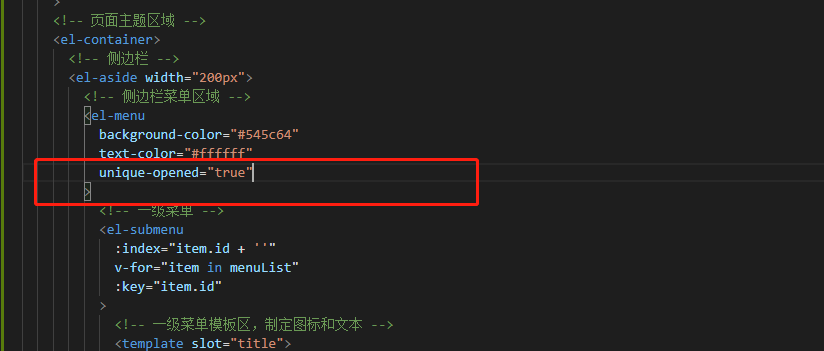 >
<!-- 页面主题区域 -->
<el-container>
<!-- 侧边栏 -->
<el-aside width="200px">
<!-- 侧边栏菜单区域 -->
<el-menu
background-color="#545c64"
text-color="#ffffff"
unique-opened="true"
>
<!-- 一级菜单 -->
<el-submenu
:index="item.id + ''"
v-for="item in menuList"
:key="item.id"
>
<!-- 一级菜单模板区，制定图标和文本 -->
<template slot="title">